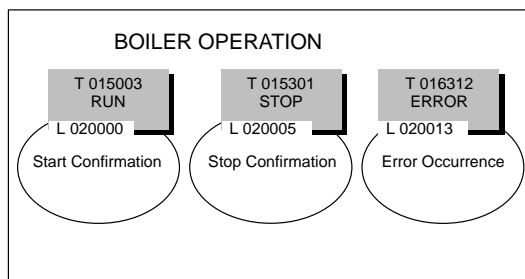 BOILER OPERATION
T 015003
RUN
L 020000
Start Confirmation
T 015301
STOP
L 020005
Stop Confirmation
T 016312
ERROR
L 020013
Error Occurrence